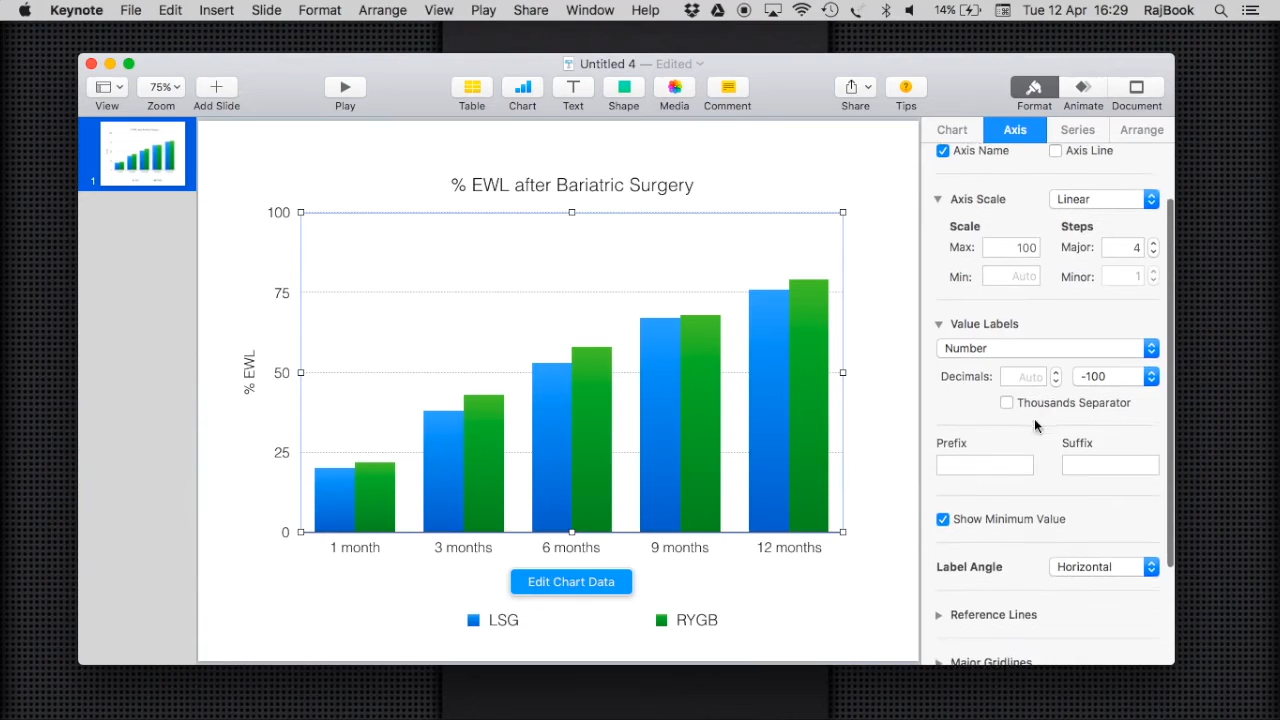 Keynote File Edit Insert Slide Format Arrange View Play Share Window Help 14% Tue 12 Apr 16:29 RajBook
Untitled 4 — Edited
75%
View Zoom Add Slide Play Table Chart Text Shape Media Comment Share Tips Format Animate Document
Chart Axis Series Arrange
1
% EWL after Bariatric Surgery
100
75
50
25
0
% EWL
1 month 3 months 6 months 9 months 12 months
Edit Chart Data
LSG RYGB
Axis Name Axis Line
Axis Scale Linear
Scale Steps
Max: 100 Major: 4
Min: Auto Minor: 1
Value Labels
Number
Decimals: Auto -100
Thousands Separator
Prefix Suffix
Show Minimum Value
Label Angle Horizontal
Reference Lines
Major Gridlines